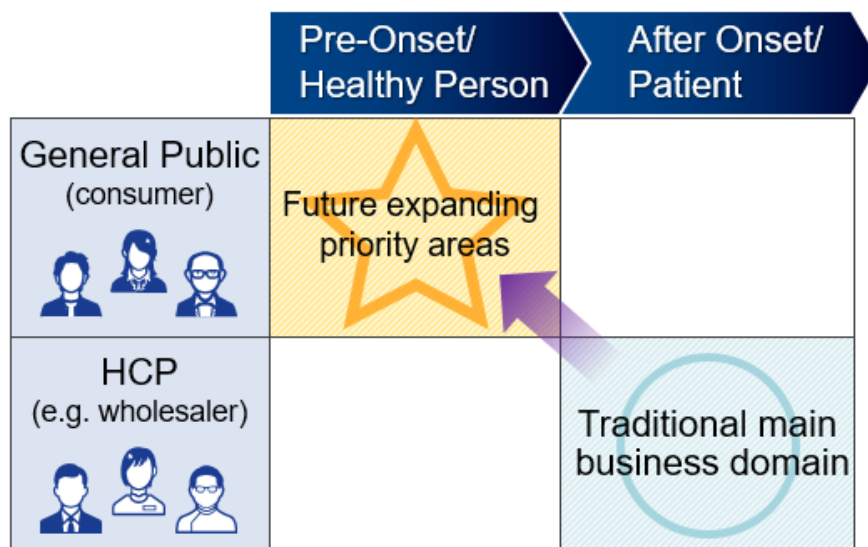 Pre-Onset/
Healthy Person
After Onset/
Patient
General Public
(consumer)
Future expanding
priority areas
HCP
(e.g. wholesaler)
Traditional main
business domain